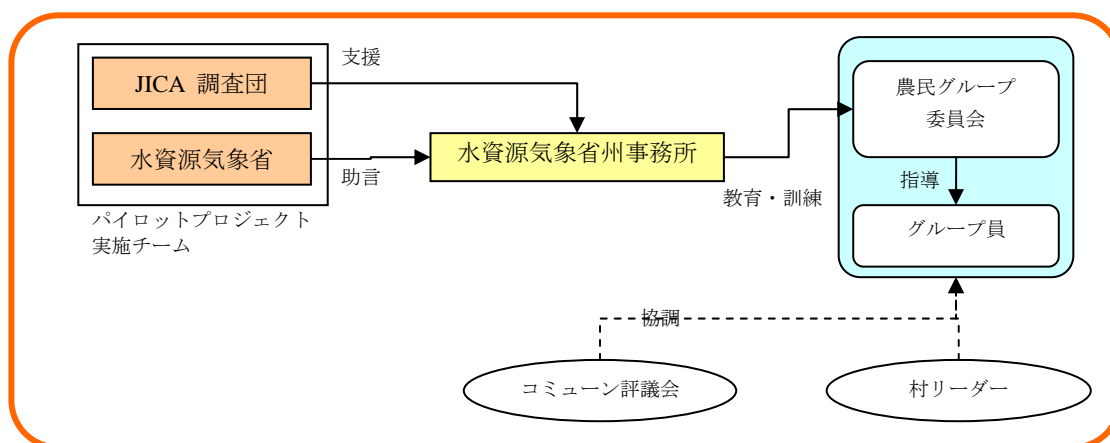 支援
JICA 調査団
水資源気象省
助言
パイロットプロジェクト
実施チーム
水資源気象省州事務所
教育・訓練
農民グループ
委員会
指導
グループ員
協調
コミューン評議会
村リーダー